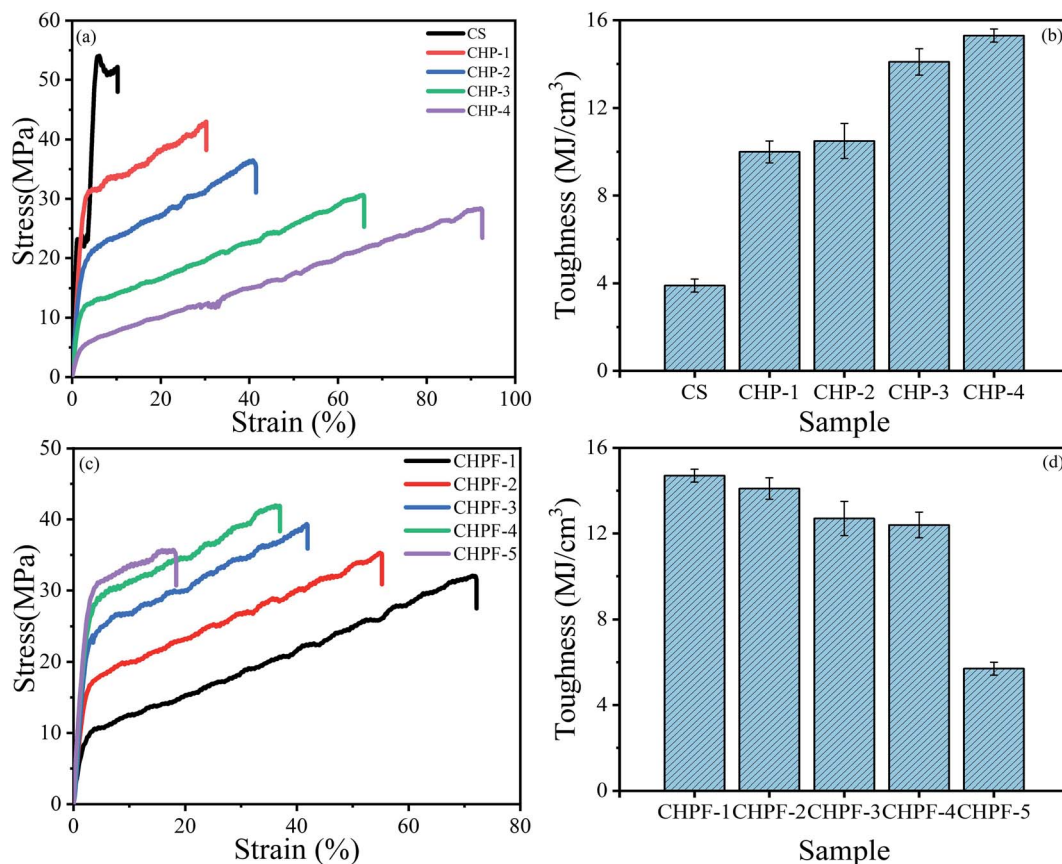 (a)
CS
CHP-1
CHP-2
CHP-3
CHP-4
Stress(MPa)
60
50
40
30
20
10
0
0 20 40 60 80 100
Strain (%)
(b)
Toughness (MJ/cm³)
16
12
8
4
0
CS CHP-1 CHP-2 CHP-3 CHP-4
Sample
(c)
CHPF-1
CHPF-2
CHPF-3
CHPF-4
CHPF-5
Stress(MPa)
50
40
30
20
10
0
0 20 40 60 80
Strain (%)
(d)
Toughness (MJ/cm³)
16
12
8
4
0
CHPF-1 CHPF-2 CHPF-3 CHPF-4 CHPF-5
Sample